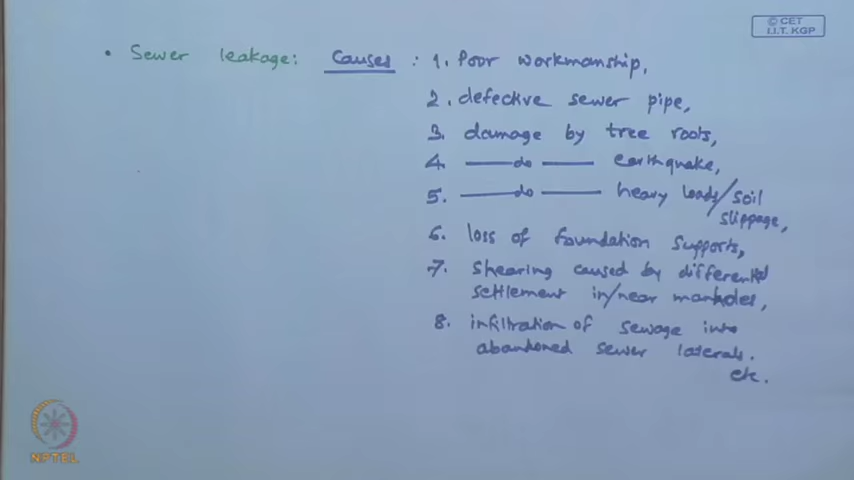 © CET
I.I.T. KGP
• Sewer leakage: Causes : 1. Poor workmanship,
2. defective sewer pipe,
3. damage by tree roots,
4. —— do —— earthquake,
5. —— do —— heavy loads/soil
slippage,
6. loss of foundation supports,
7. Shearing caused by differential
settlement in/near manholes,
8. infiltration of sewage into
abandoned sewer laterals.
etc.
NPTEL